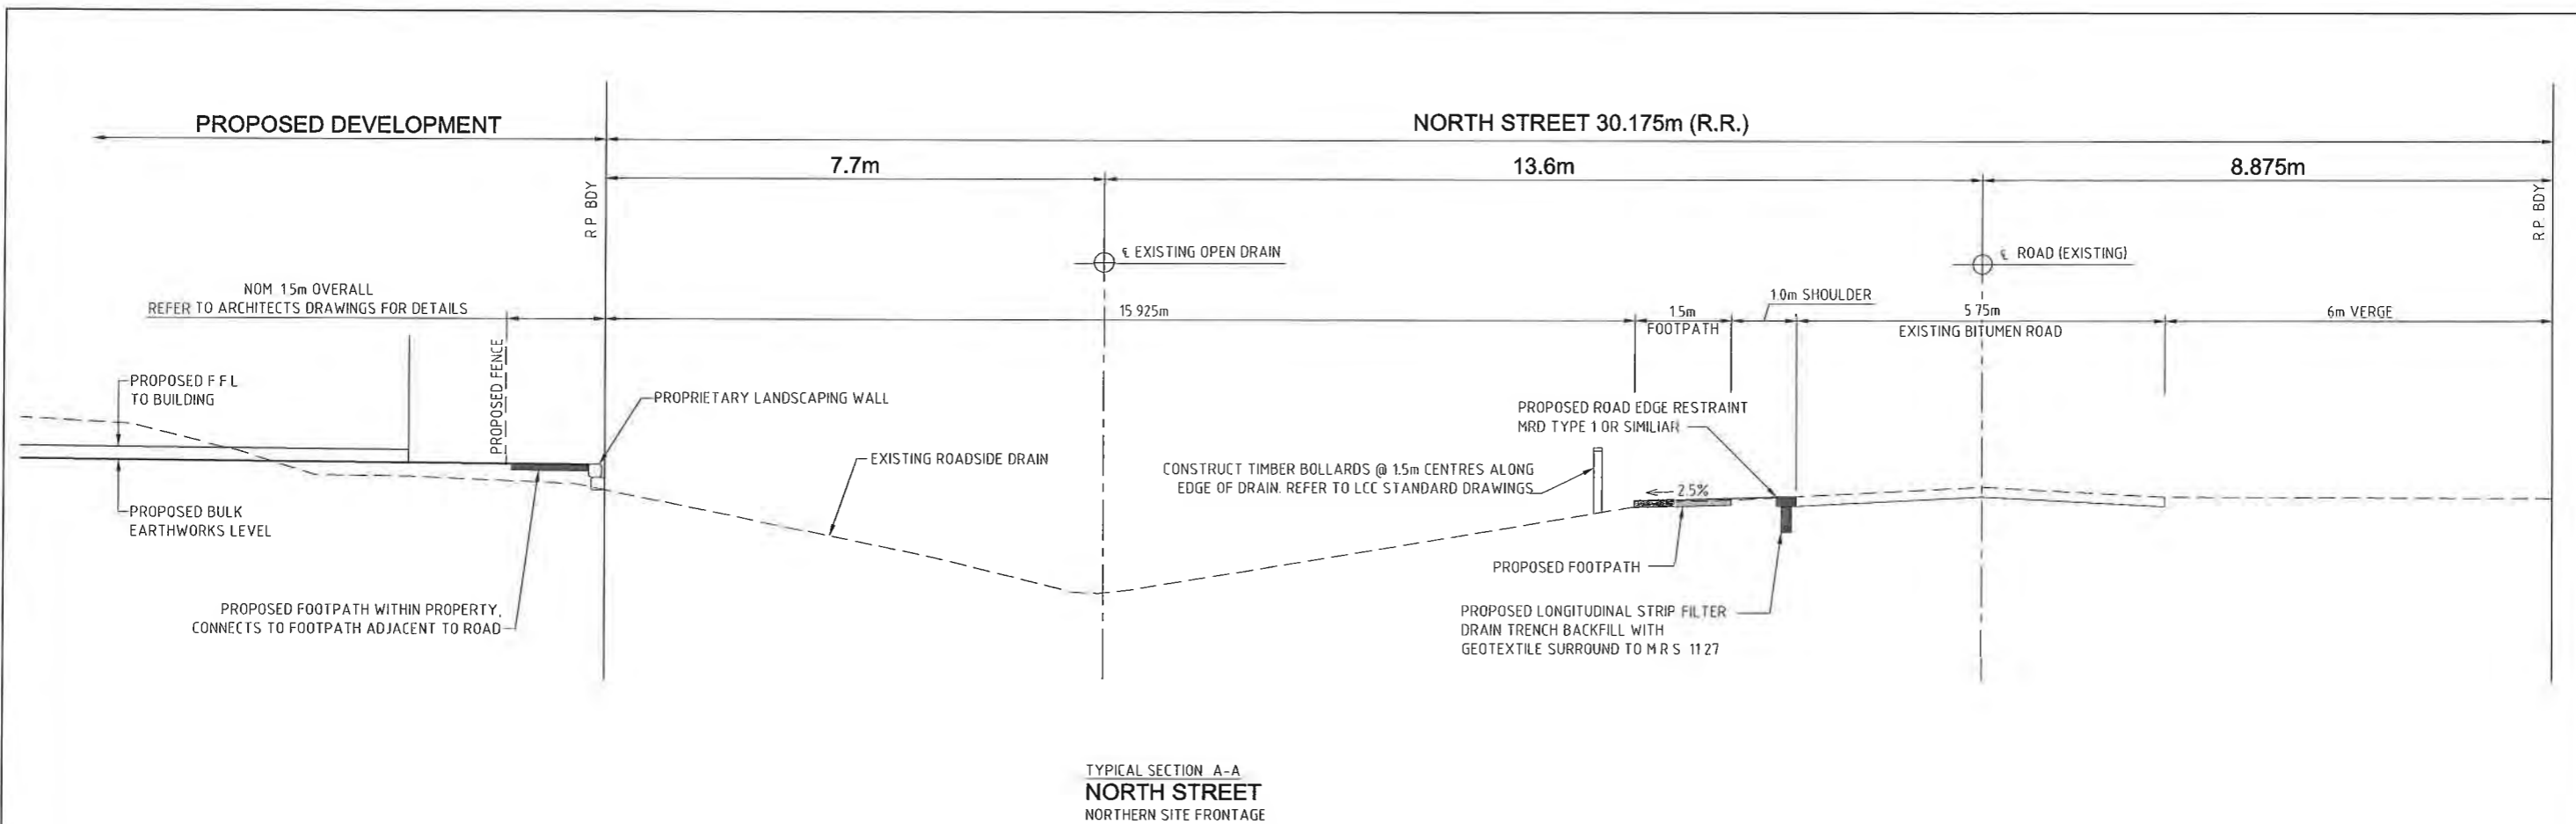 PROPOSED DEVELOPMENT
NORTH STREET 30.175m (R.R.)
7.7m
13.6m
8.875m
R P BDY
R.P. BDY
℄ EXISTING OPEN DRAIN
℄ ROAD (EXISTING)
NOM 1.5m OVERALL
REFER TO ARCHITECTS DRAWINGS FOR DETAILS
15 925m
1.5m
FOOTPATH
1.0m SHOULDER
5 75m
EXISTING BITUMEN ROAD
6m VERGE
PROPOSED FENCE
PROPOSED F F L
TO BUILDING
PROPRIETARY LANDSCAPING WALL
PROPOSED ROAD EDGE RESTRAINT
MRD TYPE 1 OR SIMILIAR
EXISTING ROADSIDE DRAIN
CONSTRUCT TIMBER BOLLARDS @ 1.5m CENTRES ALONG
EDGE OF DRAIN. REFER TO LCC STANDARD DRAWINGS
2.5%
PROPOSED BULK
EARTHWORKS LEVEL
PROPOSED FOOTPATH
PROPOSED FOOTPATH WITHIN PROPERTY,
CONNECTS TO FOOTPATH ADJACENT TO ROAD
PROPOSED LONGITUDINAL STRIP FILTER
DRAIN TRENCH BACKFILL WITH
GEOTEXTILE SURROUND TO M R S 11 27
TYPICAL SECTION A-A
NORTH STREET
NORTHERN SITE FRONTAGE